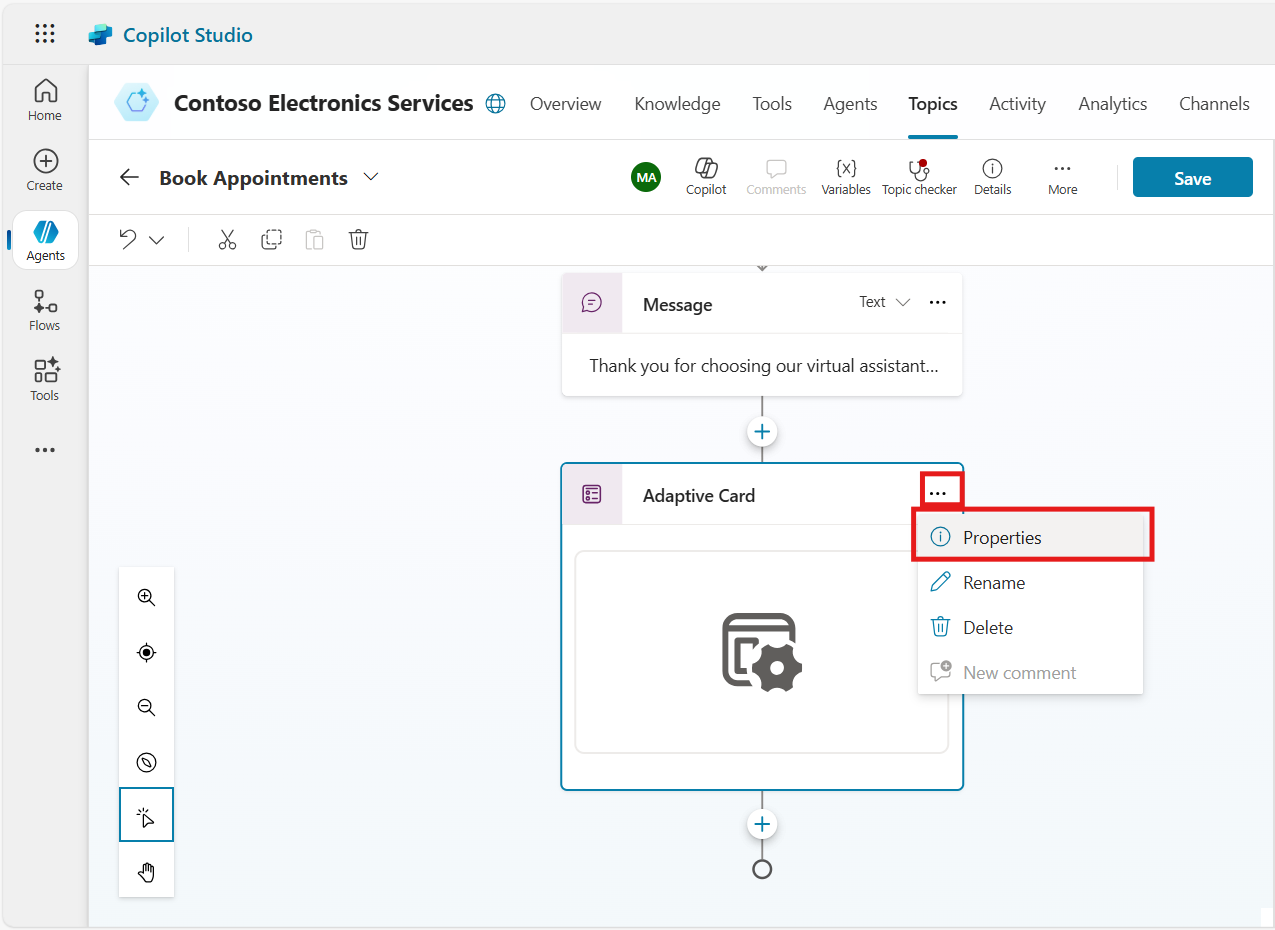 Copilot Studio
Home
Create
Agents
Flows
Tools
Contoso Electronics Services
Overview
Knowledge
Tools
Agents
Topics
Activity
Analytics
Channels
Book Appointments
MA
Copilot
Comments
{x}
Variables
Topic checker
Details
More
Save
Message
Text
Thank you for choosing our virtual assistant...
Adaptive Card
Properties
Rename
Delete
New comment